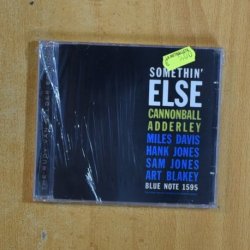 SOMETHIN'
ELSE
CANNONBALL
ADDERLEY
MILES DAVIS
HANK JONES
SAM JONES
ART BLAKEY
BLUE NOTE 1595